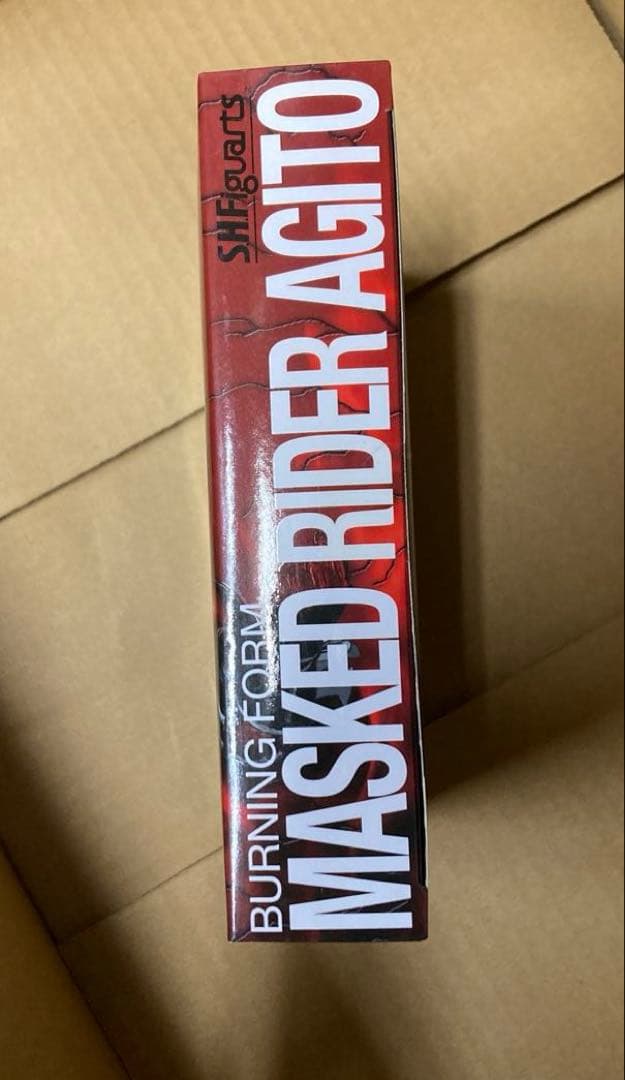 S.H.Figuarts
BURNING FORM
MASKED RIDER AGITO